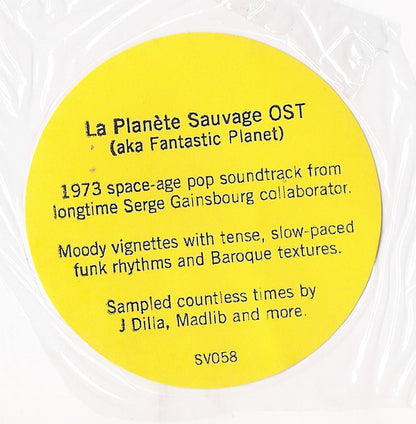 La Planète Sauvage OST
(aka Fantastic Planet)
1973 space-age pop soundtrack from
longtime Serge Gainsbourg collaborator.
Moody vignettes with tense, slow-paced
funk rhythms and Baroque textures.
Sampled countless times by
J Dilla, Madlib and more.
SV058